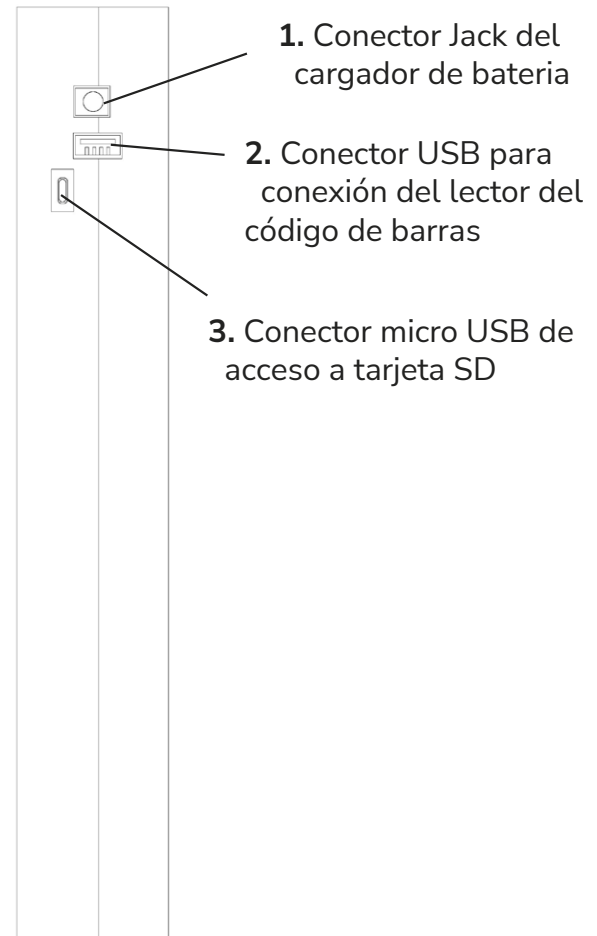 1. Conector Jack del
cargador de bateria
2. Conector USB para
conexión del lector del
código de barras
3. Conector micro USB de
acceso a tarjeta SD